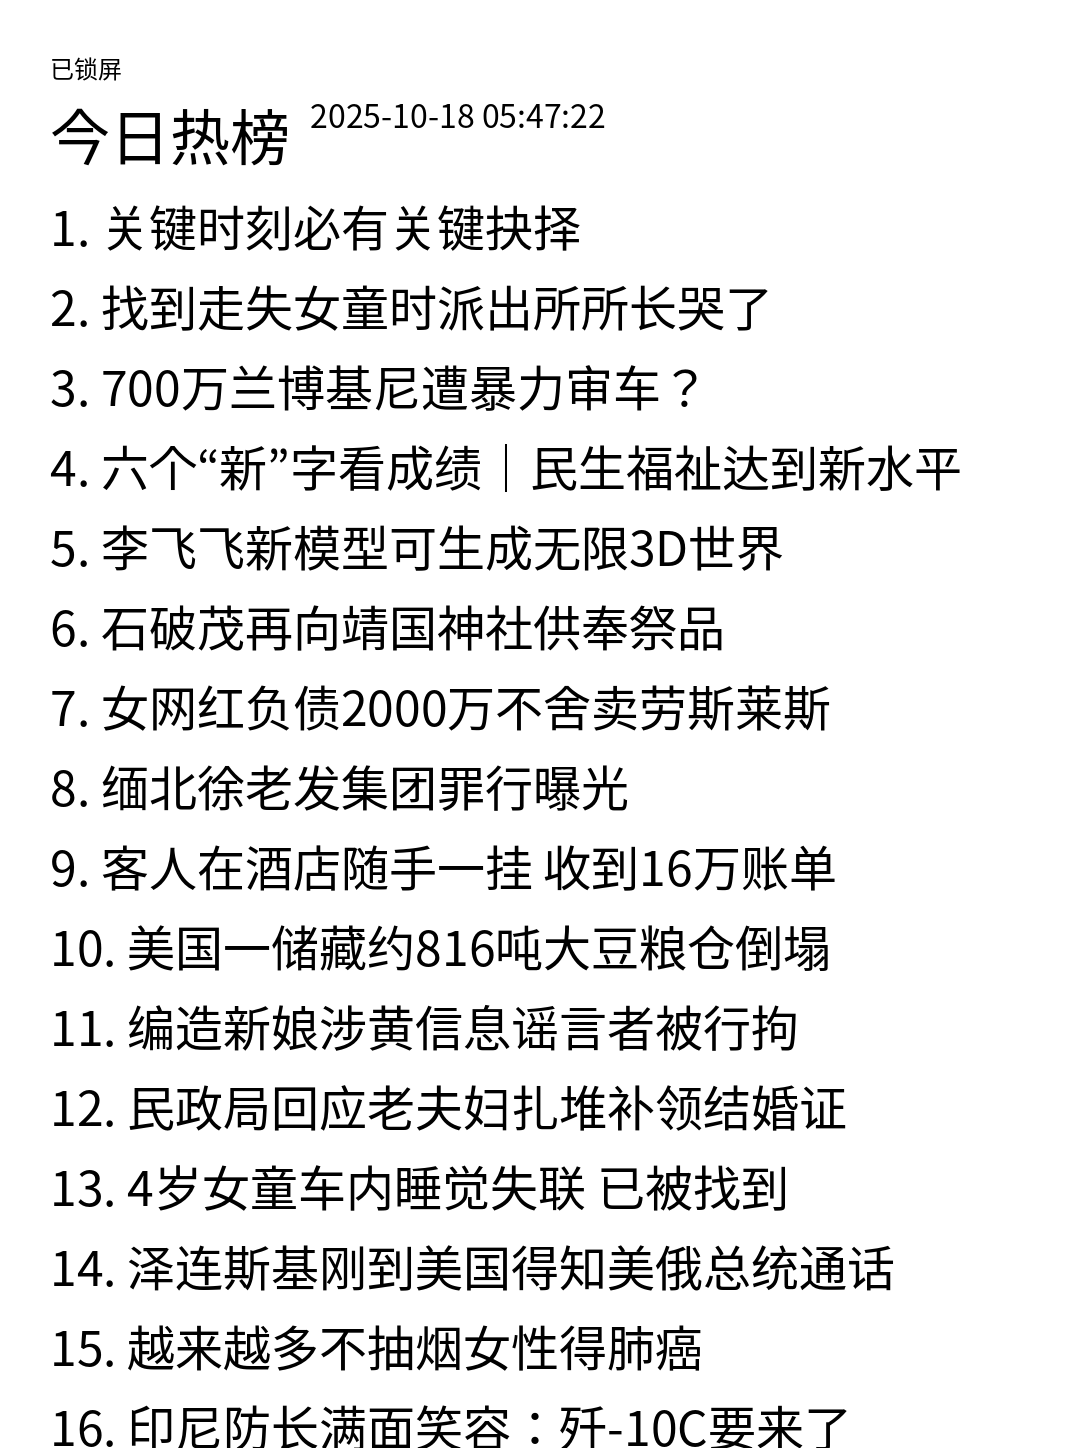 已锁屏
今日热榜 2025-10-18 05:47:22
1. 关键时刻必有关键抉择
2. 找到走失女童时派出所所长哭了
3. 700万兰博基尼遭暴力审车？
4. 六个“新”字看成绩｜民生福祉达到新水平
5. 李飞飞新模型可生成无限3D世界
6. 石破茂再向靖国神社供奉祭品
7. 女网红负债2000万不舍卖劳斯莱斯
8. 缅北徐老发集团罪行曝光
9. 客人在酒店随手一挂 收到16万账单
10. 美国一储藏约816吨大豆粮仓倒塌
11. 编造新娘涉黄信息谣言者被行拘
12. 民政局回应老夫妇扎堆补领结婚证
13. 4岁女童车内睡觉失联 已被找到
14. 泽连斯基刚到美国得知美俄总统通话
15. 越来越多不抽烟女性得肺癌
16. 印尼防长满面笑容：歼-10C要来了